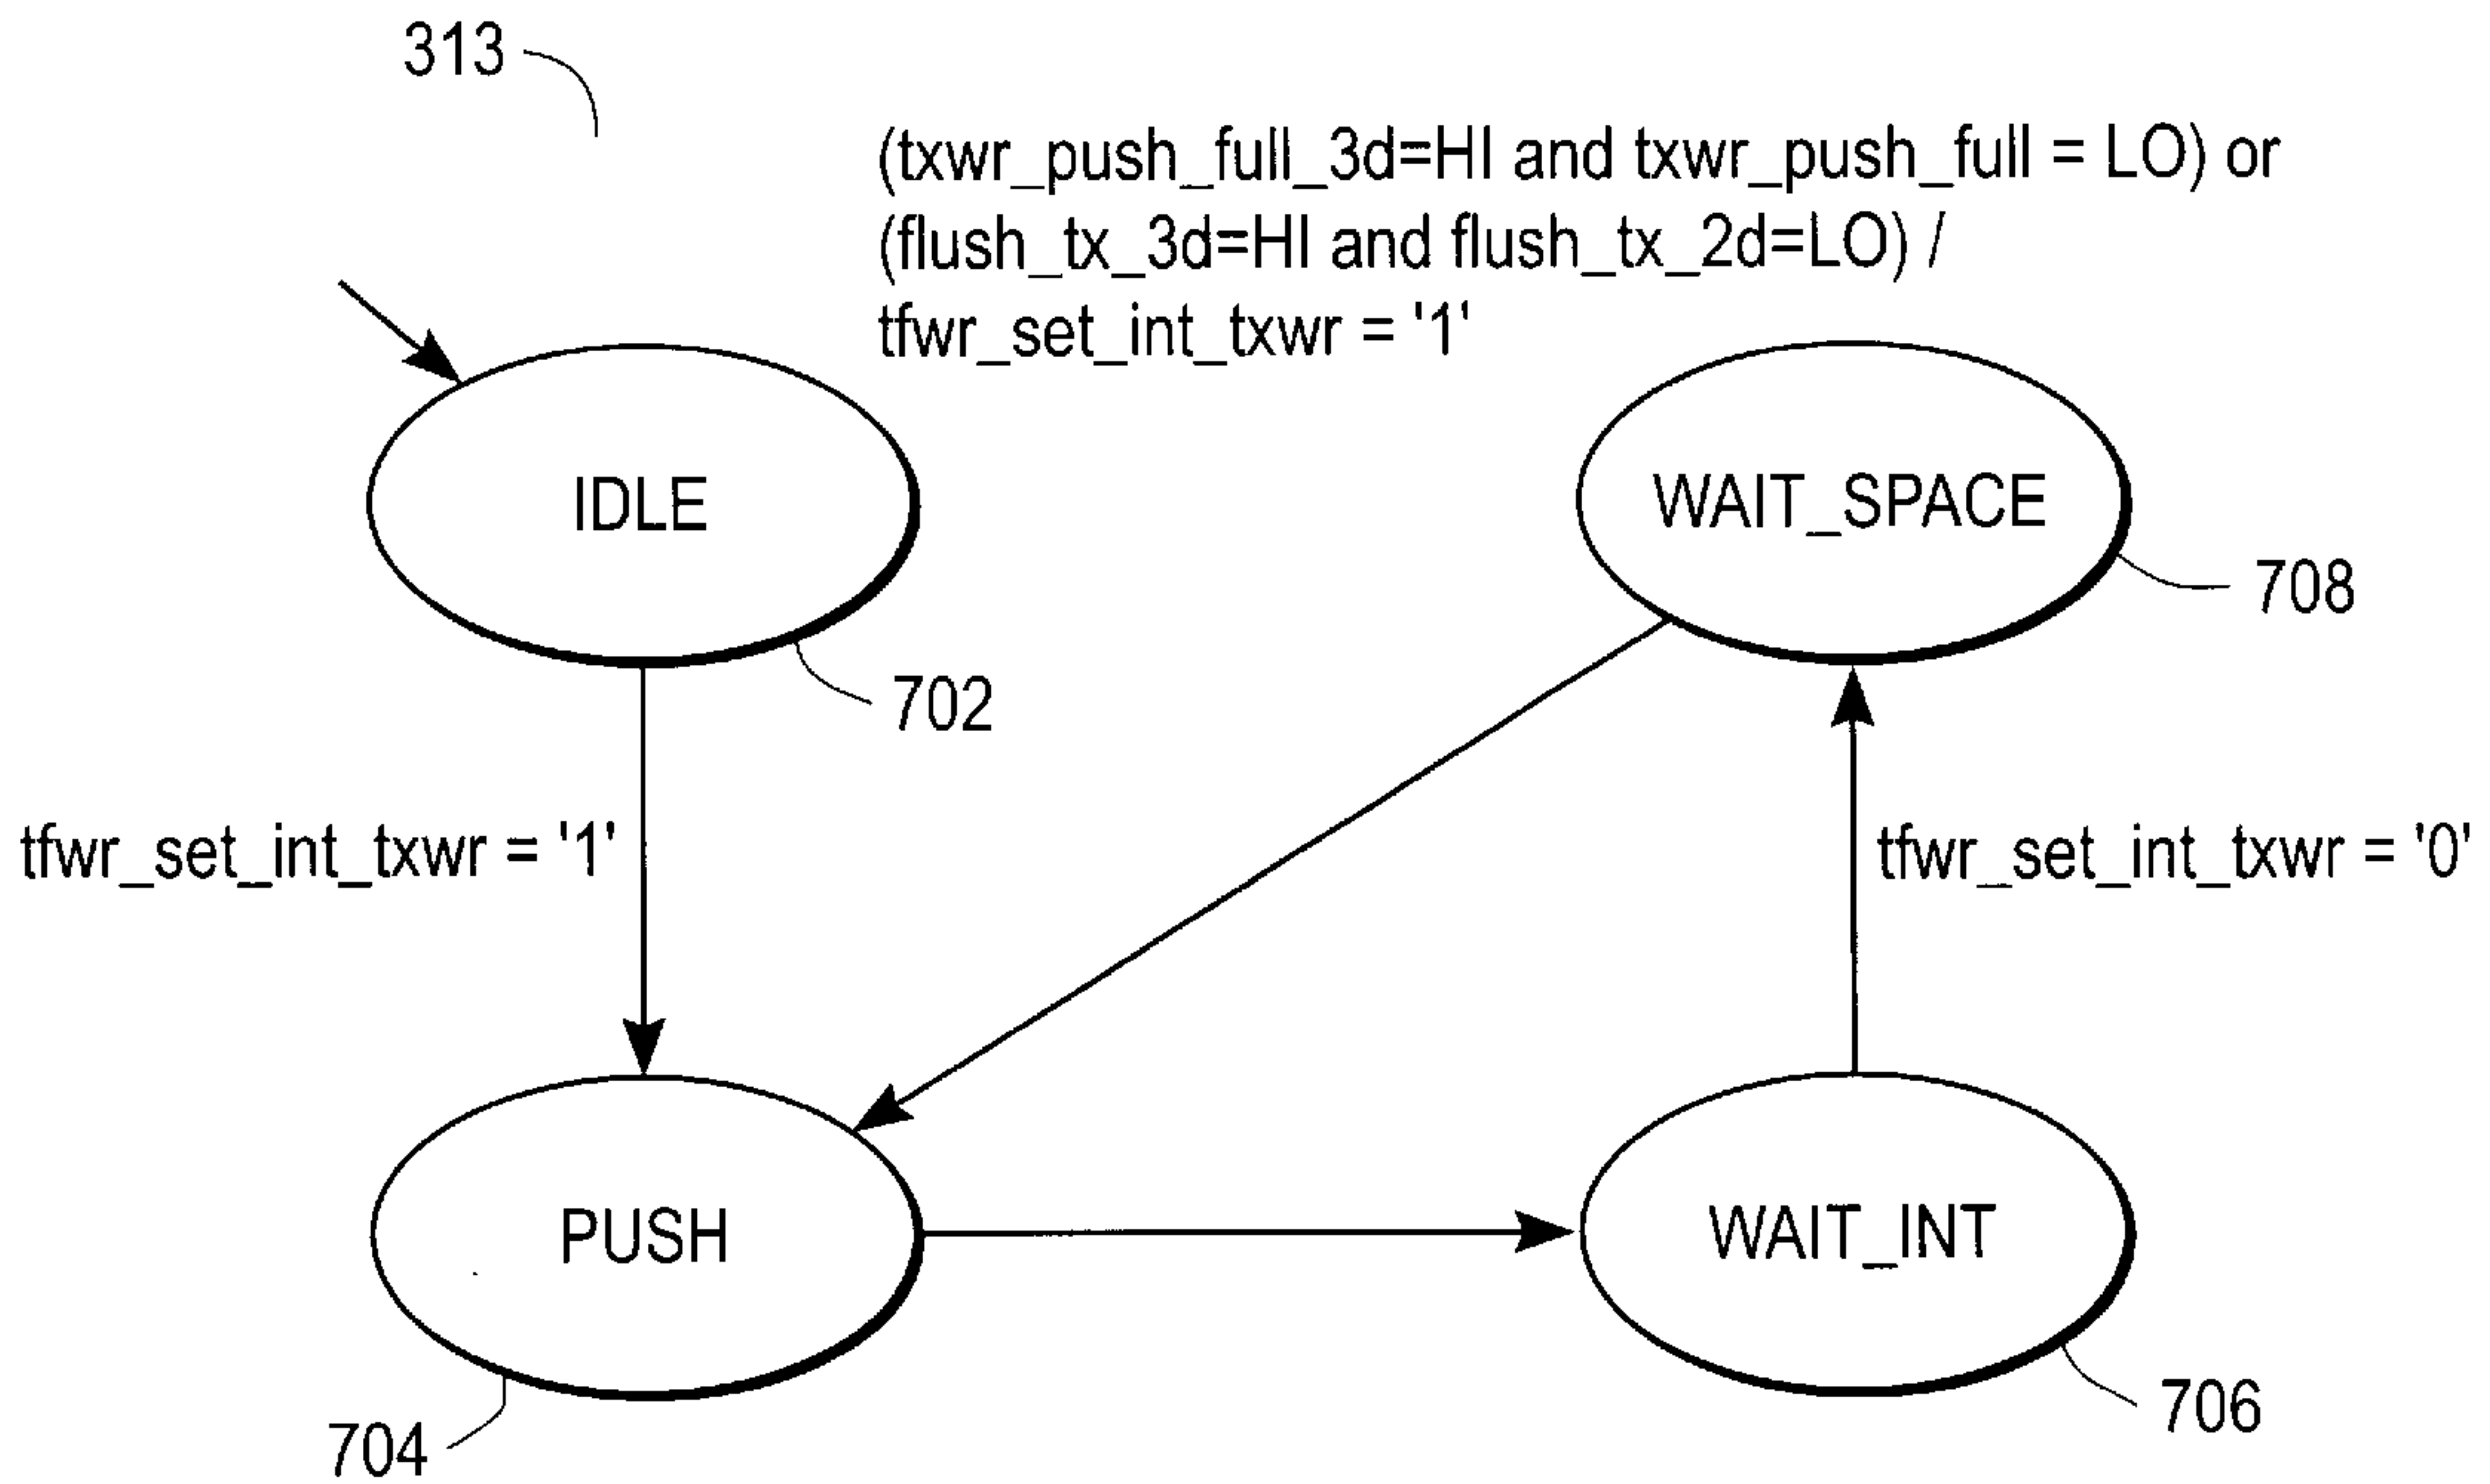 313
(txwr_push_full_3d=HI and txwr_push_full = LO) or
(flush_tx_3d=HI and flush_tx_2d=LO) /
tfwr_set_int_txwr = '1'
IDLE
WAIT_SPACE
708
702
tfwr_set_int_txwr = '1'
tfwr_set_int_txwr = '0'
PUSH
WAIT_INT
704
706